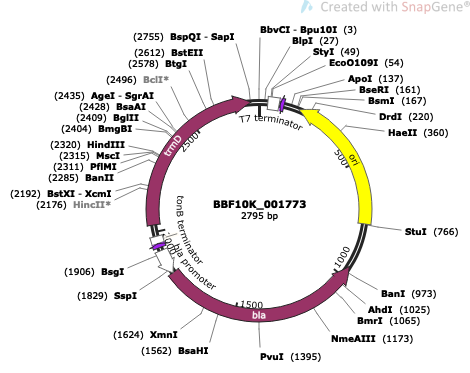 Created with SnapGene®
(2755) BspQI - SapI
(2612) BstEII
(2578) BtgI
(2496) BclI*
(2435) AgeI - SgrAI
(2428) BsaAI
(2409) BglII
(2404) BmgBI
(2320) HindIII
(2315) MscI
(2311) PflMI
(2285) BanII
(2192) BstXI - XcmI
(2176) HincII*
(1906) BsgI
(1829) SspI
(1624) XmnI
(1562) BsaHI
PvuI (1395)
NmeAIII (1173)
BmrI (1065)
AhdI (1025)
BanI (973)
StuI (766)
HaeII (360)
DrdI (220)
BsmI (167)
BseRI (161)
ApoI (137)
EcoO109I (54)
StyI (49)
BlpI (27)
BbvCI - Bpu10I (3)
T7 terminator
ori
500
1000
1500
bla
bla promoter
tonB terminator
2000
trmD
2500
BBF10K_001773
2795 bp